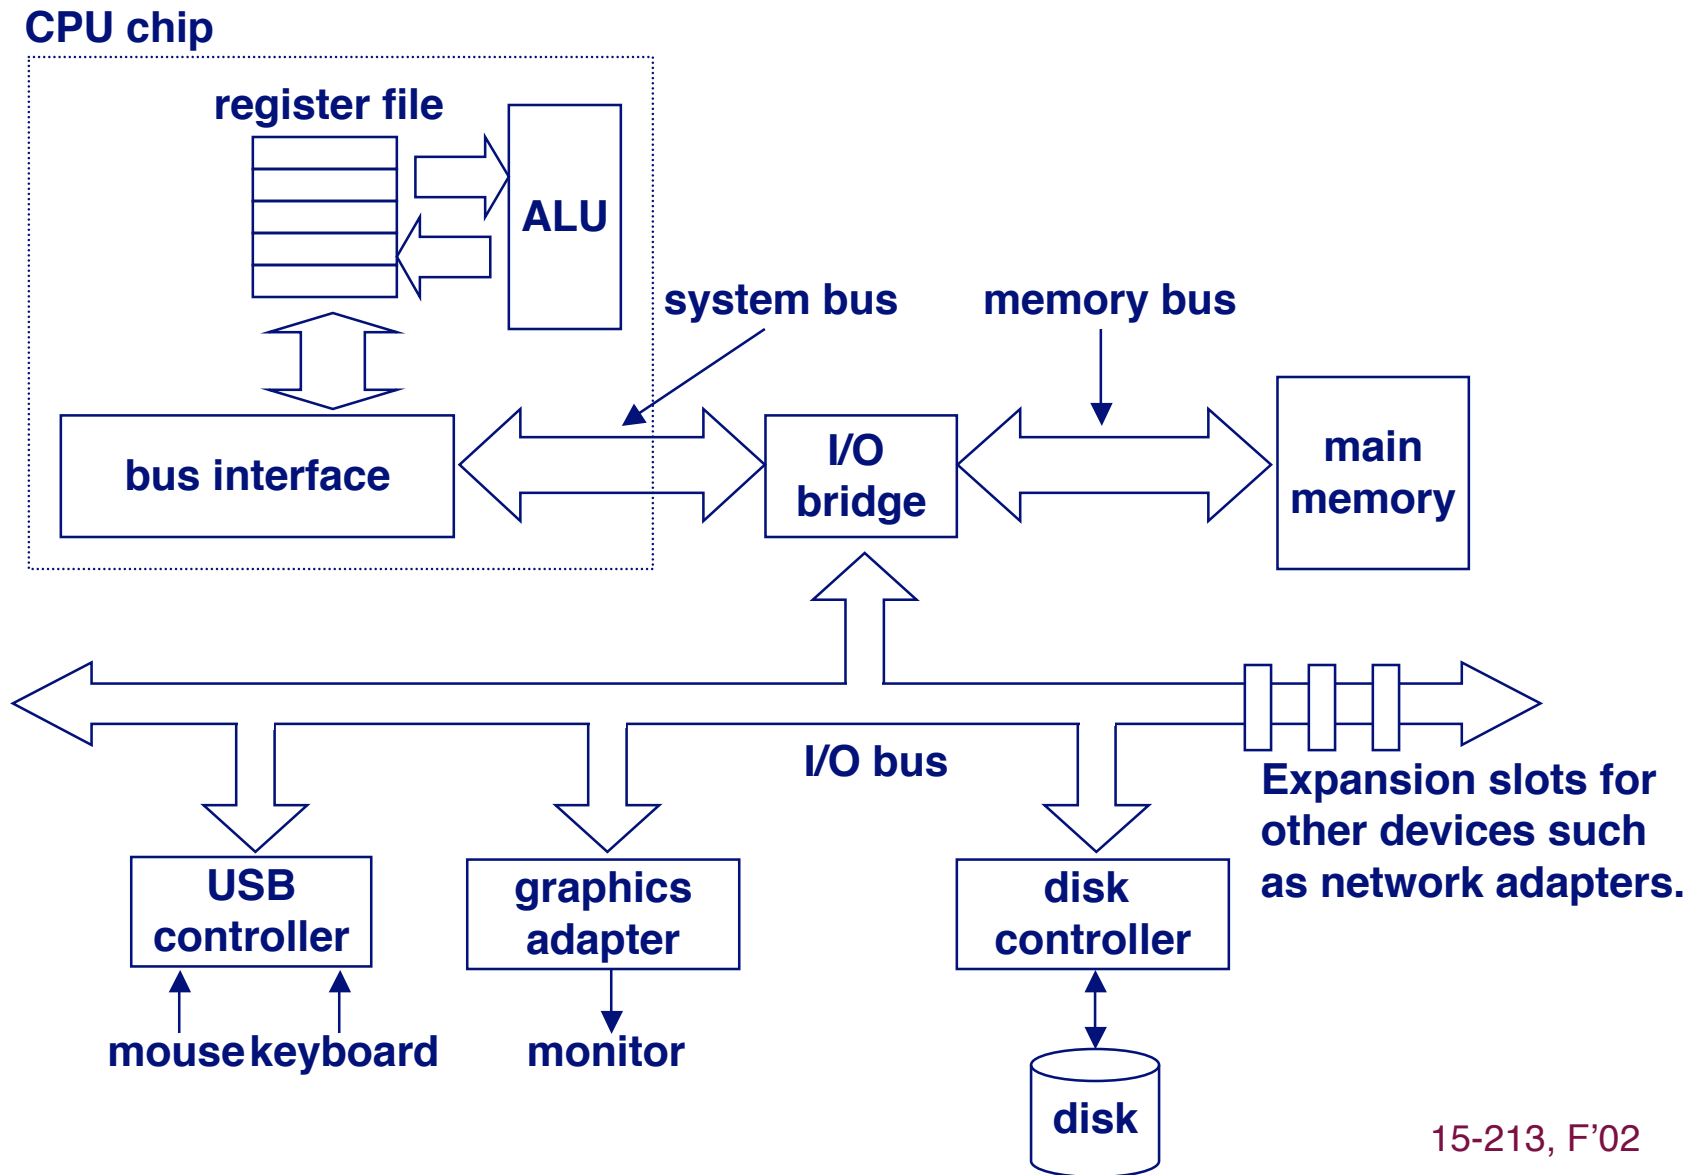 CPU chip
register file
ALU
system bus
memory bus
bus interface
I/O
bridge
main
memory
I/O bus
Expansion slots for
other devices such
as network adapters.
USB
controller
graphics
adapter
disk
controller
mouse keyboard
monitor
disk
15-213, F’02